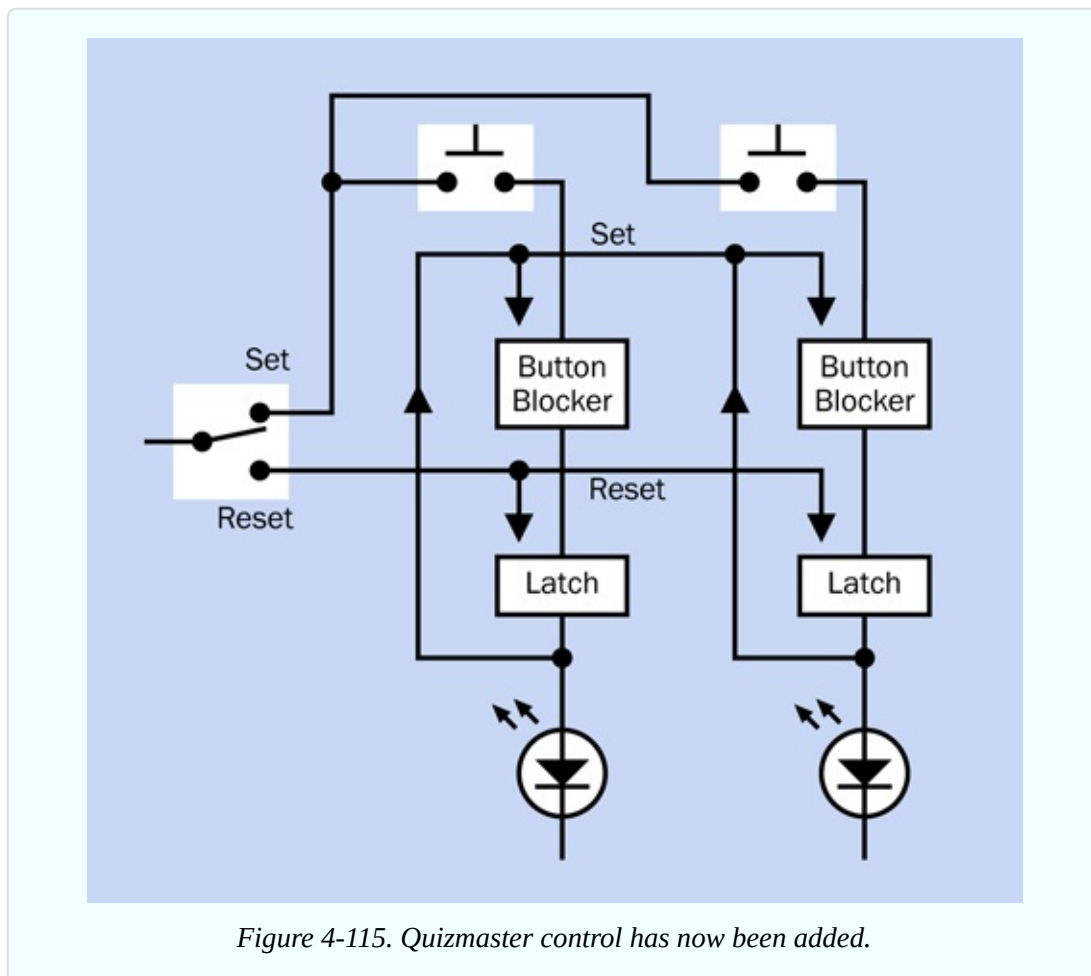 Set
Set
Button
Blocker
Button
Blocker
Reset
Reset
Latch
Latch
Figure 4-115. Quizmaster control has now been added.